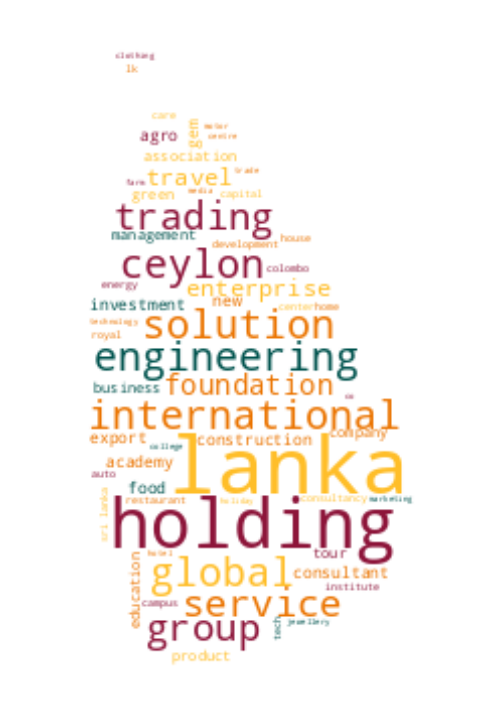 clothing
lk
care
gem
motor
agro
centre
association
travel
trade
farm
media
green
capital
trading
management
house
development
ceylon
colombo
energy
enterprise
investment
new
centerhome
technology
solution
royal
engineering
business
foundation
co
international
export
college
construction
company
academy
lanka
auto
food
sri lanka
restaurant
holiday
consultancy
marketing
holding
hotel
tour
education
global
consultant
institute
campus
service
group
tech
jewellery
product